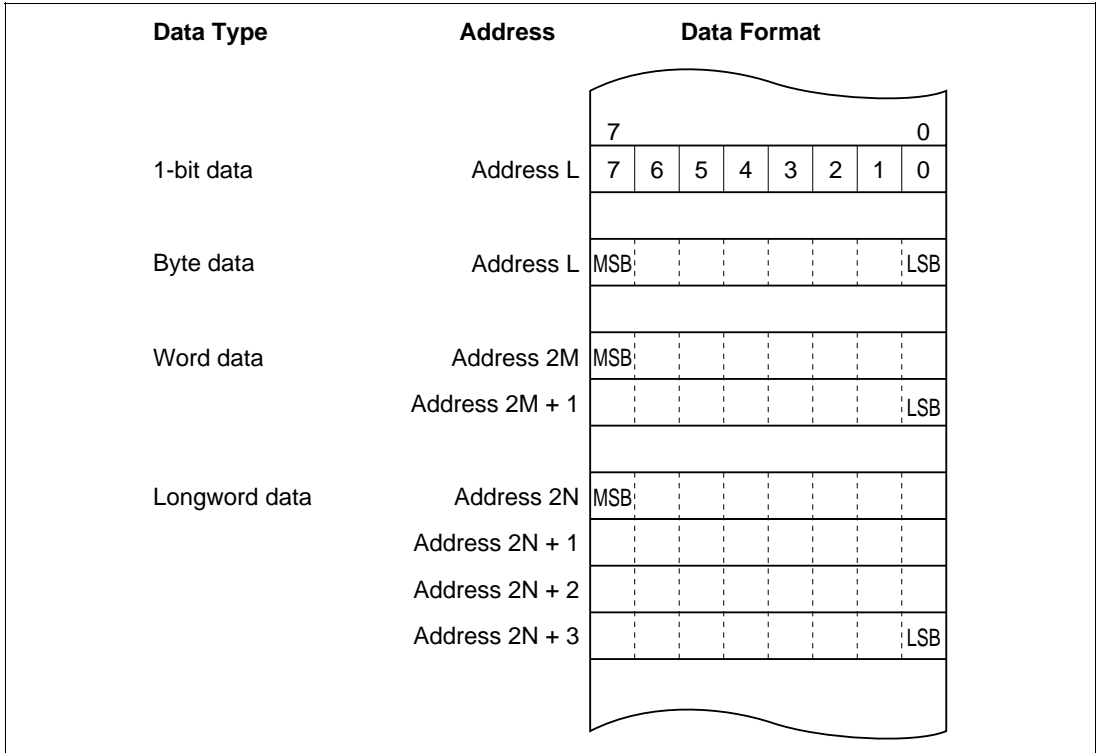 Data Type Address Data Format
7 0
1-bit data Address L 7 6 5 4 3 2 1 0
Byte data Address L MSB LSB
Word data Address 2M MSB
Address 2M + 1 LSB
Longword data Address 2N MSB
Address 2N + 1
Address 2N + 2
Address 2N + 3 LSB